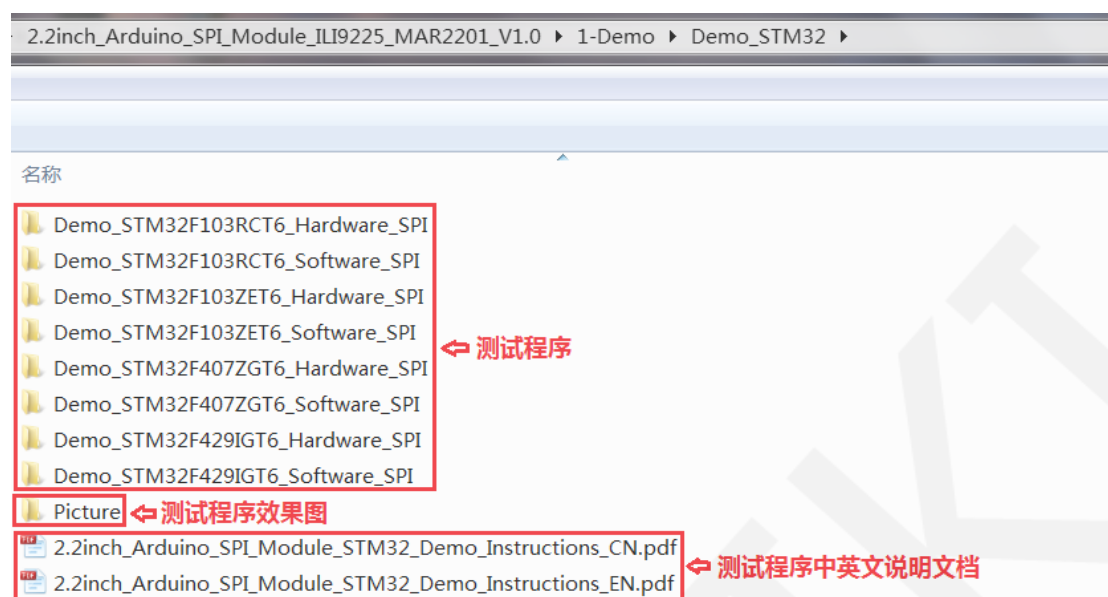 2.2inch_Arduino_SPI_Module_ILI9225_MAR2201_V1.0 ▸ 1-Demo ▸ Demo_STM32 ▸
名称
Demo_STM32F103RCT6_Hardware_SPI
Demo_STM32F103RCT6_Software_SPI
Demo_STM32F103ZET6_Hardware_SPI
Demo_STM32F103ZET6_Software_SPI
测试程序
Demo_STM32F407ZGT6_Hardware_SPI
Demo_STM32F407ZGT6_Software_SPI
Demo_STM32F429IGT6_Hardware_SPI
Demo_STM32F429IGT6_Software_SPI
Picture 测试程序效果图
2.2inch_Arduino_SPI_Module_STM32_Demo_Instructions_CN.pdf
测试程序中英文说明文档
2.2inch_Arduino_SPI_Module_STM32_Demo_Instructions_EN.pdf